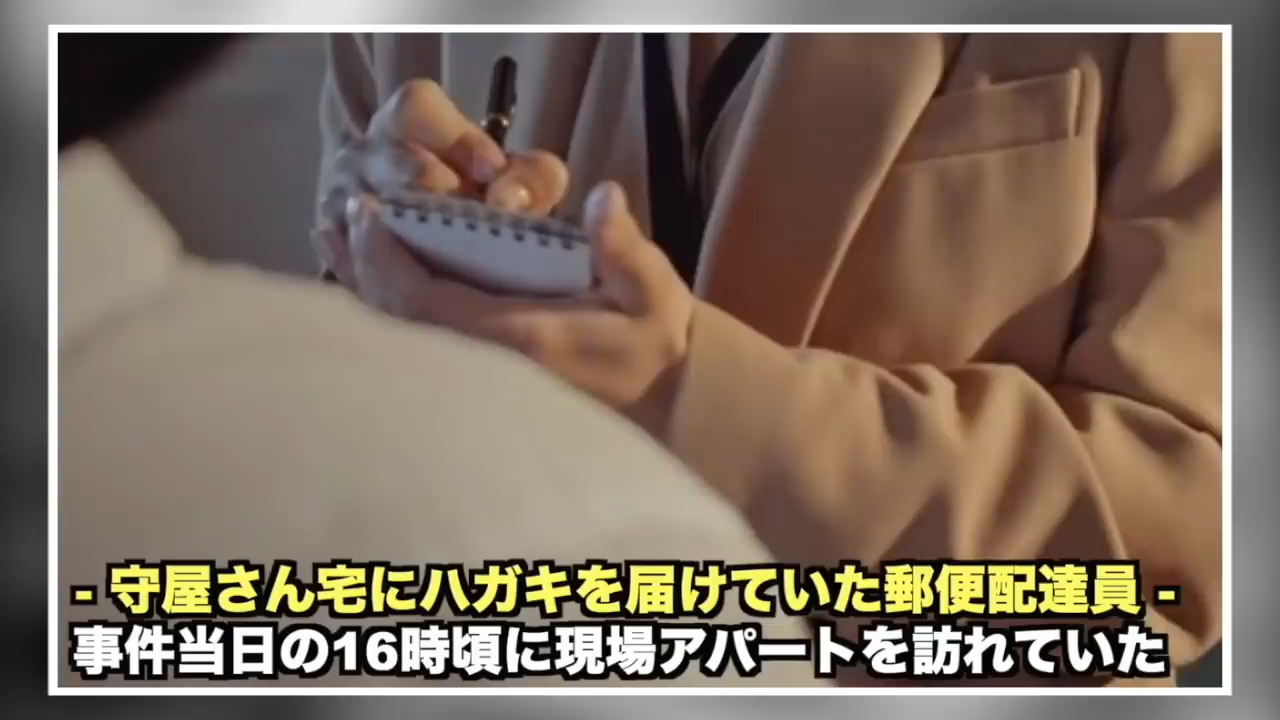 - 守屋さん宅にハガキを届けていた郵便配達員 -
事件当日の16時頃に現場アパートを訪れていた